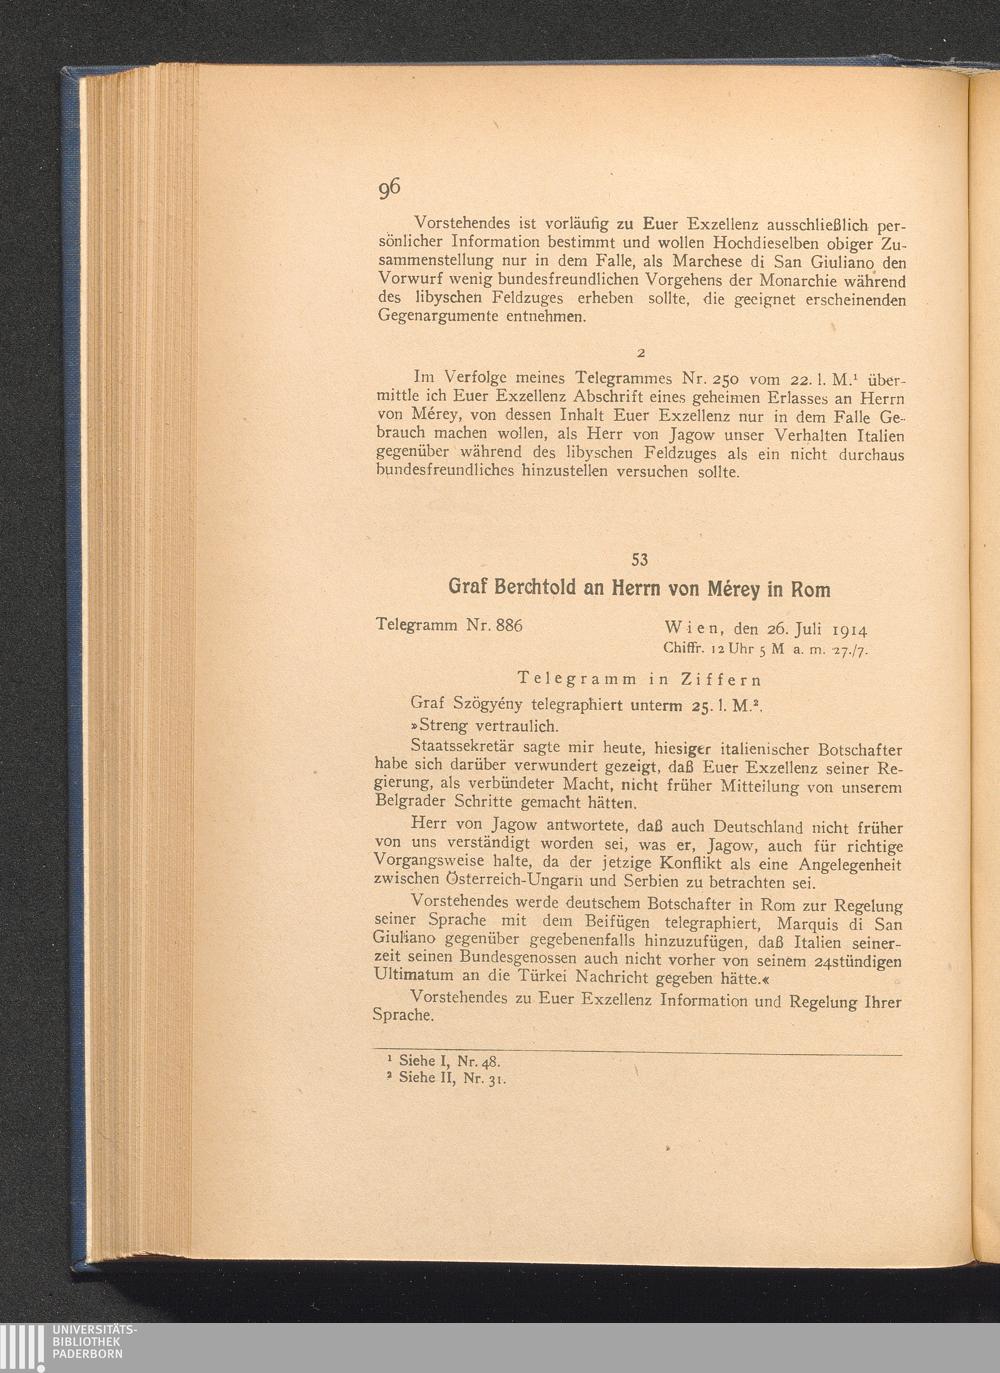 96
Vorstehendes ist vorläufig zu Euer Exzellenz ausschließlich per-
sönlicher Information bestimmt und wollen Hochdieselben obiger Zu-
sammenstellung nur in dem Falle, als Marchese di San Giuliano den
Vorwurf wenig bundesfreundlichen Vorgehens der Monarchie während
des libyschen Feldzuges erheben sollte, die geeignet erscheinenden
Gegenargumente entnehmen.
2
Im Verfolge meines Telegrammes Nr. 250 vom 22. l. M.¹ über-
mittle ich Euer Exzellenz Abschrift eines geheimen Erlasses an Herrn
von Mérey, von dessen Inhalt Euer Exzellenz nur in dem Falle Ge-
brauch machen wollen, als Herr von Jagow unser Verhalten Italien
gegenüber während des libyschen Feldzuges als ein nicht durchaus
bundesfreundliches hinzustellen versuchen sollte.
53
Graf Berchtold an Herrn von Mérey in Rom
Telegramm Nr. 886
Wien, den 26. Juli 1914
Chiffr. 12 Uhr 5 M a. m. 27./7.
Telegramm in Ziffern
Graf Szögyény telegraphiert unterm 25. l. M.².
»Streng vertraulich.
Staatssekretär sagte mir heute, hiesiger italienischer Botschafter
habe sich darüber verwundert gezeigt, daß Euer Exzellenz seiner Re-
gierung, als verbündeter Macht, nicht früher Mitteilung von unserem
Belgrader Schritte gemacht hätten.
Herr von Jagow antwortete, daß auch Deutschland nicht früher
von uns verständigt worden sei, was er, Jagow, auch für richtige
Vorgangsweise halte, da der jetzige Konflikt als eine Angelegenheit
zwischen Österreich-Ungarn und Serbien zu betrachten sei.
Vorstehendes werde deutschem Botschafter in Rom zur Regelung
seiner Sprache mit dem Beifügen telegraphiert, Marquis di San
Giuliano gegenüber gegebenenfalls hinzuzufügen, daß Italien seiner-
zeit seinen Bundesgenossen auch nicht vorher von seinem 24stündigen
Ultimatum an die Türkei Nachricht gegeben hätte.«
Vorstehendes zu Euer Exzellenz Information und Regelung Ihrer
Sprache.
¹ Siehe I, Nr. 48.
² Siehe II, Nr. 31.
UNIVERSITÄTS-
BIBLIOTHEK
PADERBORN